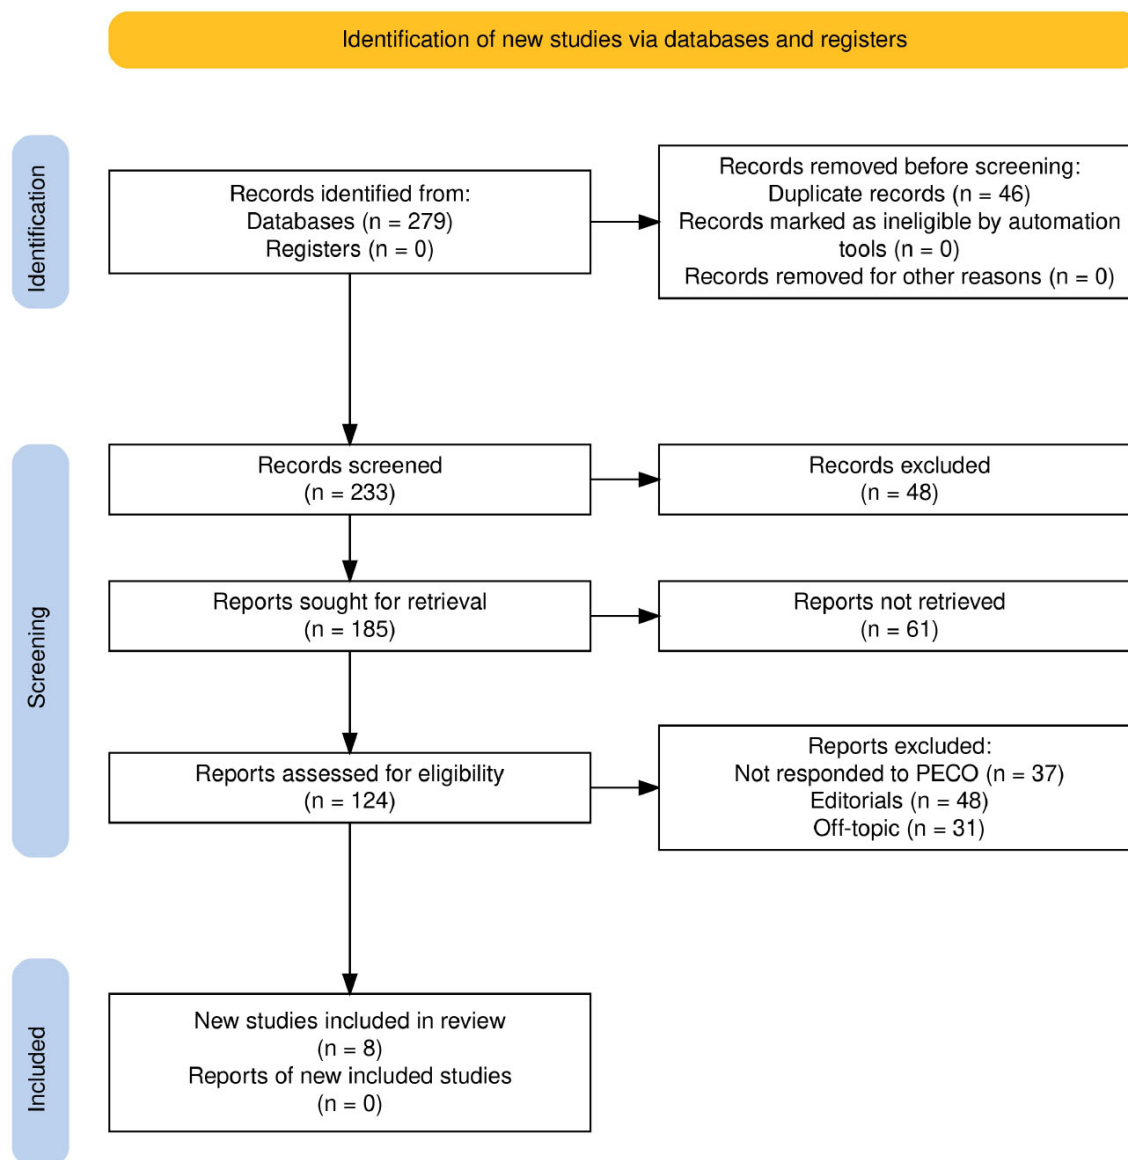 Identification of new studies via databases and registers
Identification
Records identified from:
Databases (n = 279)
Registers (n = 0)
Records removed before screening:
Duplicate records (n = 46)
Records marked as ineligible by automation
tools (n = 0)
Records removed for other reasons (n = 0)
Screening
Records screened
(n = 233)
Records excluded
(n = 48)
Reports sought for retrieval
(n = 185)
Reports not retrieved
(n = 61)
Reports assessed for eligibility
(n = 124)
Reports excluded:
Not responded to PECO (n = 37)
Editorials (n = 48)
Off-topic (n = 31)
Included
New studies included in review
(n = 8)
Reports of new included studies
(n = 0)